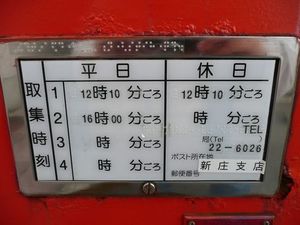 平日 休日
取集時刻
1 12時10分ごろ 12時10分ごろ
2 16時00分ごろ 時 分ごろ
3 時 分ごろ
4 時 分ごろ
TEL
局(Tel
22-6026
ポスト所在地
新庄支店
郵便番号